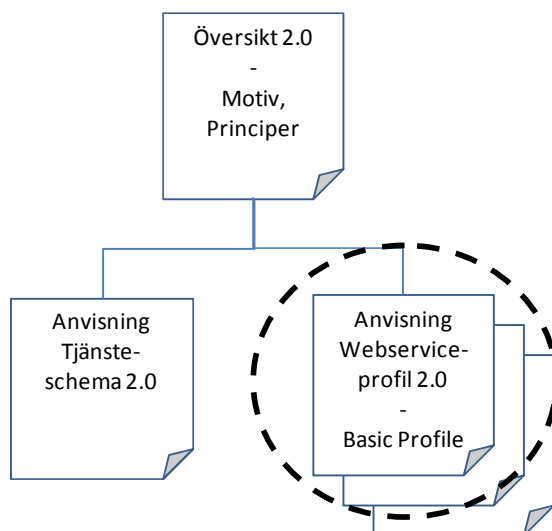 Översikt 2.0
-
Motiv,
Principer
Anvisning
Tjänste-
schema 2.0
Anvisning
Webservice-
profil 2.0
-
Basic Profile